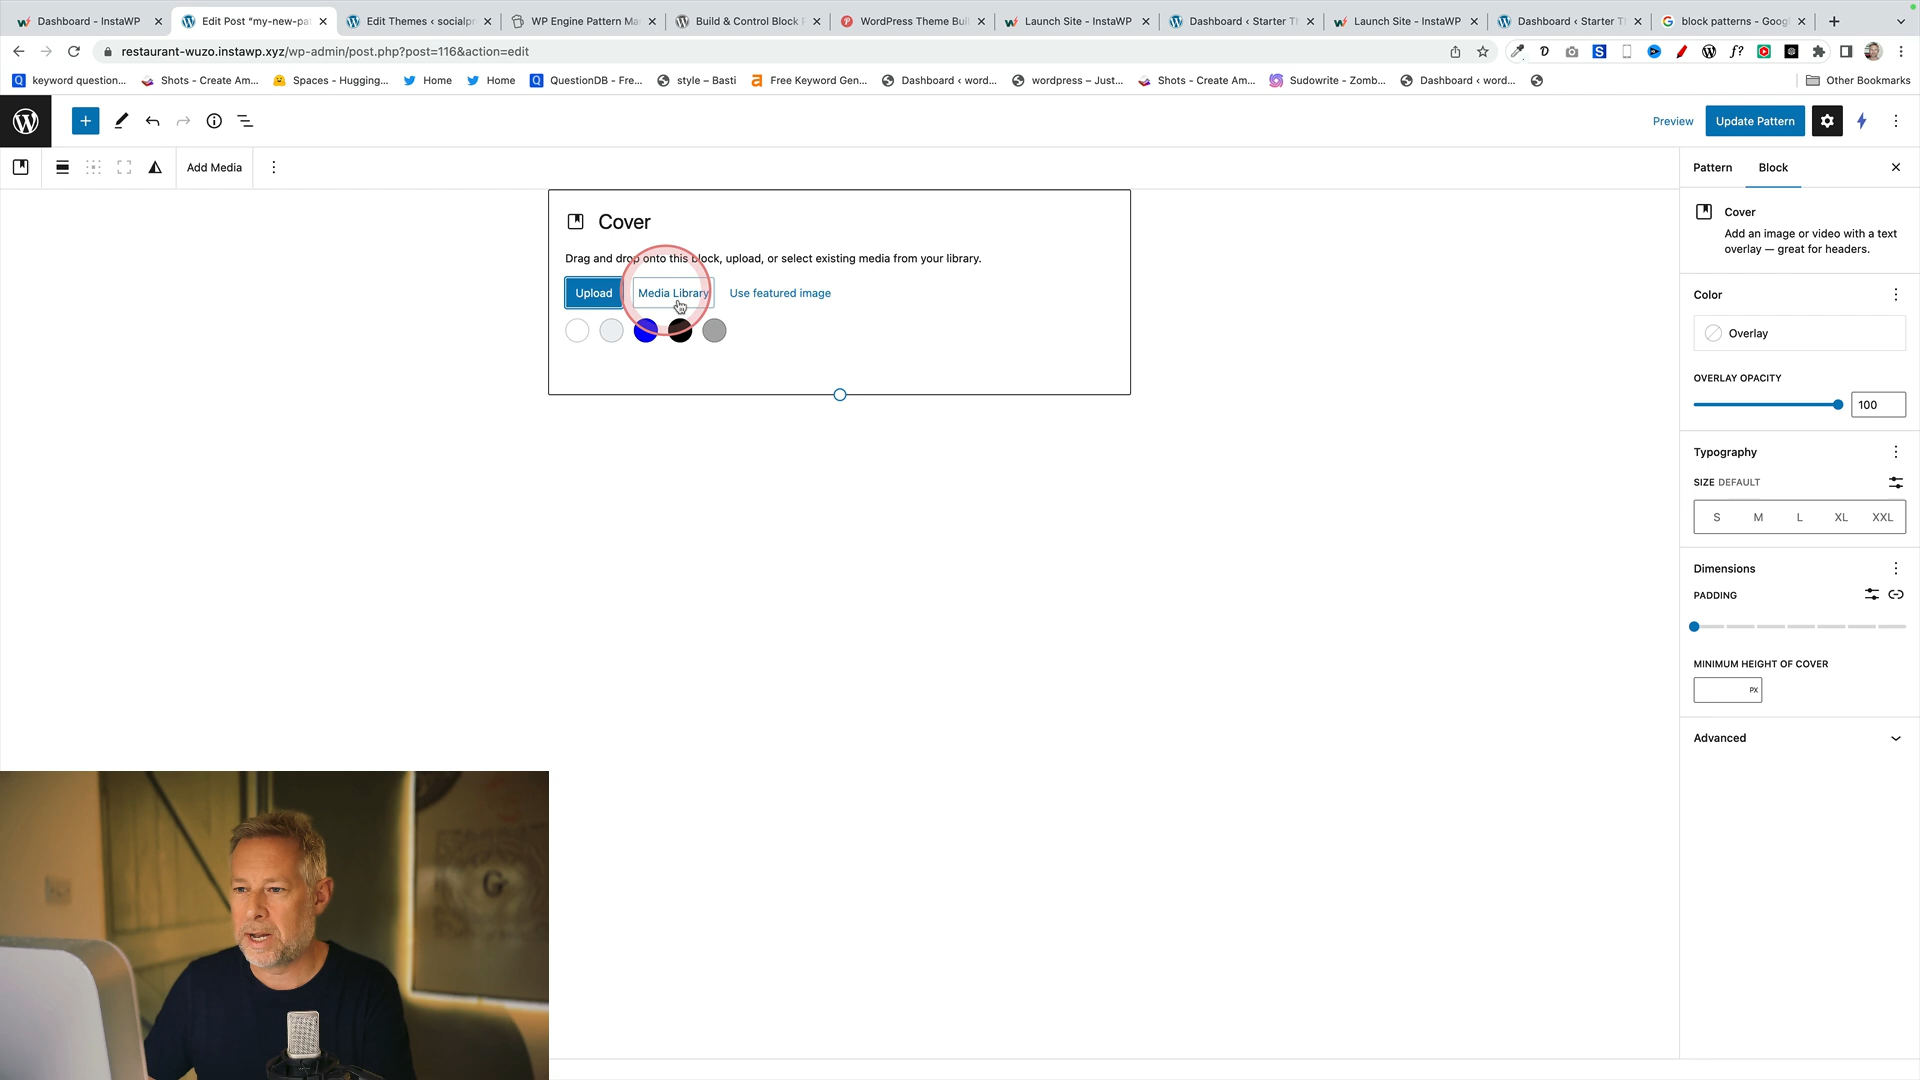 Dashboard - InstaWP
Edit Post “my-new-pat
Edit Themes ‹ socialpr
WP Engine Pattern Ma
Build & Control Block P
WordPress Theme Buil
Launch Site - InstaWP
Dashboard ‹ Starter Th
Launch Site - InstaWP
Dashboard ‹ Starter Th
block patterns - Goog
restaurant-wuzo.instawp.xyz/wp-admin/post.php?post=116&action=edit
keyword question...
Shots - Create Am...
Spaces - Hugging...
Home
Home
QuestionDB - Fre...
style – Basti
Free Keyword Gen...
Dashboard ‹ word...
wordpress – Just...
Shots - Create Am...
Sudowrite - Zomb...
Dashboard ‹ word...
Other Bookmarks
Preview
Update Pattern
Add Media
Pattern
Block
Cover
Drag and drop onto this block, upload, or select existing media from your library.
Upload
Media Library
Use featured image
Cover
Add an image or video with a text
overlay — great for headers.
Color
Overlay
OVERLAY OPACITY
100
Typography
SIZE DEFAULT
S M L XL XXL
Dimensions
PADDING
MINIMUM HEIGHT OF COVER
PX
Advanced